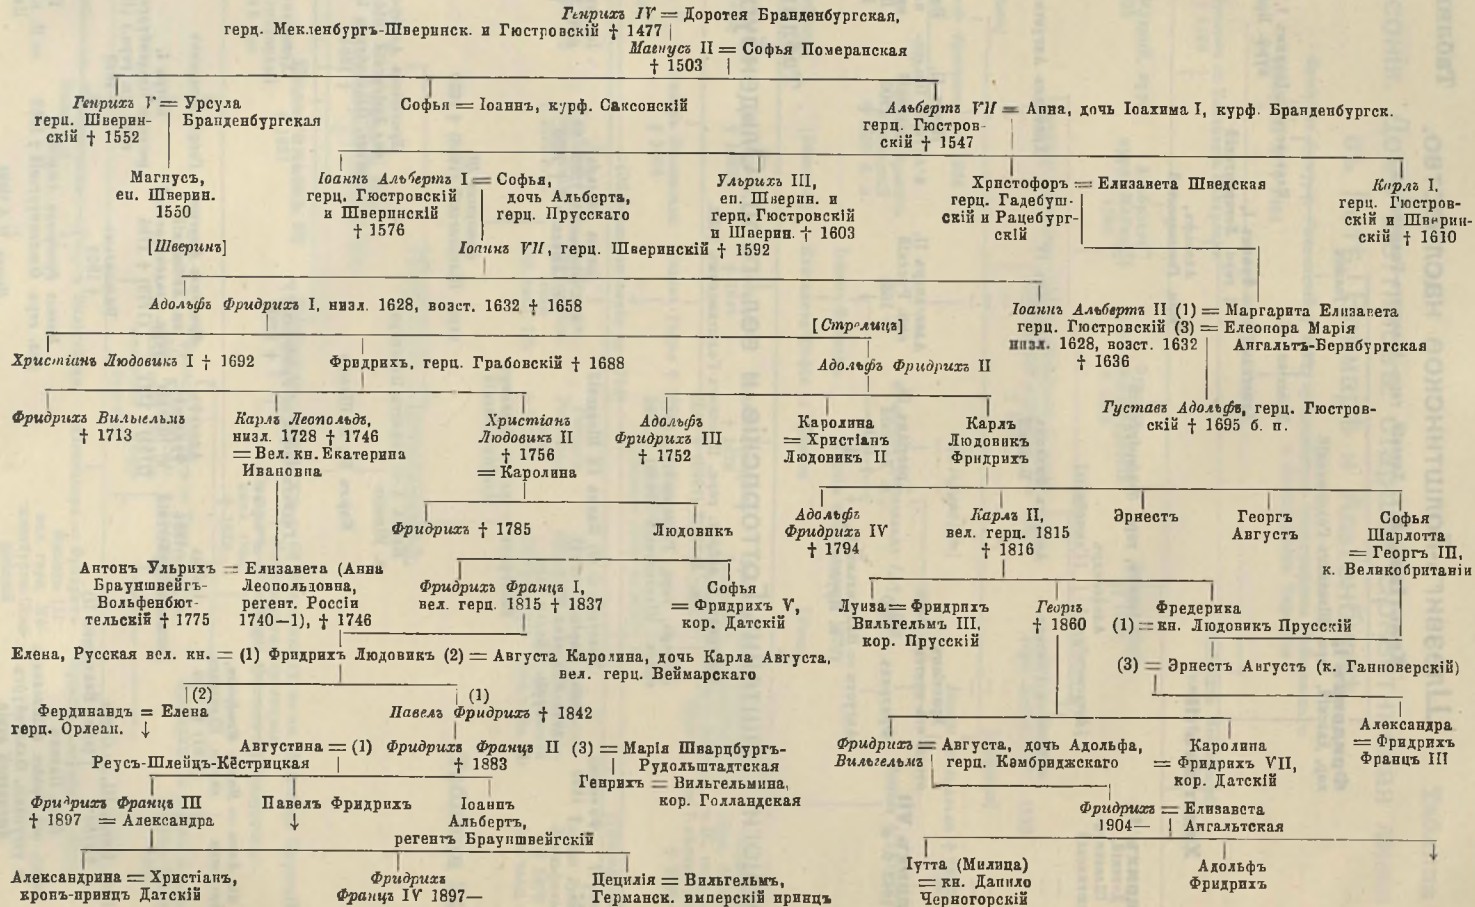 Генрихъ IV = Доротея Бранденбургская,
герц. Мекленбургъ-Шверинск. и Гюстровскій † 1477
Магнусъ II = Софья Померанская
† 1503
Генрихъ V = Урсула
герц. Шверин- Бранденбургская
скій † 1552
Софья = Іоаннъ, курф. Саксонскій
Альбертъ VII = Анна, дочь Іоахима I, курф. Бранденбургск.
герц. Гюстров-
скій † 1547
Магнусъ,
еп. Шверин.
1550
[Шверинъ]
Іоаннъ Альбертъ I = Софья,
герц. Гюстровскій дочь Альберта,
и Шверинскій герц. Прусскаго
† 1576
Ульрихъ III,
еп. Шверин. и
герц. Гюстровскій
и Шверин. † 1603
Христофоръ = Елизавета Шведская
герц. Гадебуш-
скій и Рацебург-
скій
Карлъ I,
герц. Гюстров-
скій и Шверин-
скій † 1610
Іоаннъ VII, герц. Шверинскій † 1592
Адольфъ Фридрихъ I, низл. 1628, возст. 1632 † 1658
Іоаннъ Альбертъ II (1) = Маргарита Елизавета
герц. Гюстровскій (3) = Елеонора Марія
низл. 1628, возст. 1632 Ангальтъ-Бернбургская
† 1636
[Стрелицъ]
Христіанъ Людовикъ I † 1692
Фридрихъ, герц. Грабовскій † 1688
Адольфъ Фридрихъ II
Густавъ Адольфъ, герц. Гюстров-
скій † 1695 б. п.
Фридрихъ Вильгельмъ
† 1713
Карлъ Леопольдъ,
низл. 1728 † 1746
= Вел. кн. Екатерина
Ивановна
Христіанъ
Людовикъ II
† 1756
= Каролина
Адольфъ
Фридрихъ III
† 1752
Каролина
= Христіанъ
Людовикъ II
Карлъ
Людовикъ
Фридрихъ
Фридрихъ † 1785
Людовикъ
Адольфъ
Фридрихъ IV
† 1794
Карлъ II,
вел. герц. 1815
† 1816
Эрнестъ
Георгъ
Августъ
Софья
Шарлотта
= Георгъ III,
к. Великобританіи
Антонъ Ульрихъ = Елизавета (Анна
Брауншвейгъ- Леопольдовна,
Вольфенбют- регент. Россіи
тельскій † 1775 1740—1), † 1746
Фридрихъ Францъ I,
вел. герц. 1815 † 1837
Софья
= Фридрихъ V,
кор. Датскій
Луиза = Фридрихъ
Вильгельмъ III,
кор. Прусскій
Георгъ
† 1860
Фредерика
(1) = кн. Людовикъ Прусскій
(3) = Эрнестъ Августъ (к. Ганноверскій)
Елена, Русская вел. кн. = (1) Фридрихъ Людовикъ (2) = Августа Каролина, дочь Карла Августа,
вел. герц. Веймарскаго
(2)
Фердинандъ = Елена
герц. Орлеан. ↓
(1)
Павелъ Фридрихъ † 1842
Августина = (1) Фридрихъ Францъ II (3) = Марія Шварцбургъ-
Реусъ-Шлейцъ-Кёстрицкая † 1883 Рудольштадтская
Генрихъ = Вильгельмина,
кор. Голландская
Фридрихъ = Августа, дочь Адольфа,
Вильгельмъ герц. Кембриджскаго
Каролина
= Фридрихъ VII,
кор. Датскій
Александра
= Фридрихъ
Францъ III
Фридрихъ Францъ III
† 1897 = Александра
Павелъ Фридрихъ
↓
Іоаннъ
Альбертъ,
регентъ Брауншвейгскій
Фридрихъ = Елизавета
1904— Ангальтская
Александрина = Христіанъ,
кронъ-принцъ Датскій
Фридрихъ
Францъ IV 1897—
Цецилія = Вильгельмъ,
Германск. имперскій принцъ
Іутта (Милица)
= кн. Данило
Черногорскій
Адольфъ
Фридрихъ